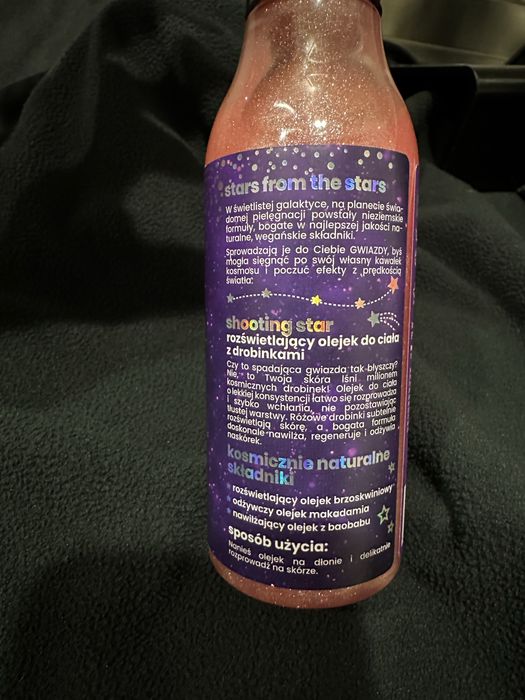 stars from the stars
W świetlistej galaktyce, na planecie świa-
domej pielęgnacji powstały nieziemskie
formuły, bogate w najlepszej jakości na-
turalne, wegańskie składniki.
Sprowadzają je do Ciebie GWIAZDY, byś
mogła sięgnąć po swój własny kawałek
kosmosu i poczuć efekty z prędkością
światła:
shooting star
rozświetlający olejek do ciała
z drobinkami
Czy to spadająca gwiazda tak błyszczy?
Nie, to Twoja skóra lśni milionem
kosmicznych drobinek! Olejek do ciała
o lekkiej konsystencji łatwo się rozprowadza
i szybko wchłania, nie pozostawiając
tłustej warstwy. Różowe drobinki subtelnie
rozświetlają skórę, a bogata formuła
doskonale nawilża, regeneruje i odżywia
naskórek.
kosmicznie naturalne
składniki
rozświetlający olejek brzoskwiniowy
odżywczy olejek makadamia
nawilżający olejek z baobabu
sposób użycia:
Nanieś olejek na dłonie i delikatnie
rozprowadź na skórze.